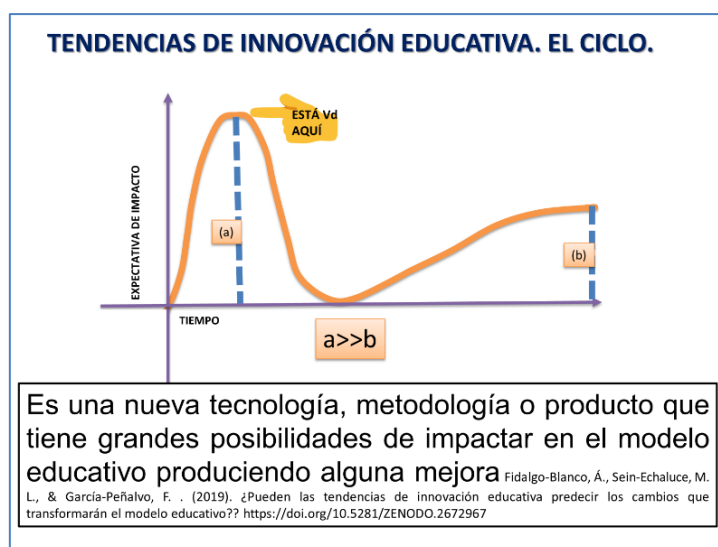 TENDENCIAS DE INNOVACIÓN EDUCATIVA. EL CICLO.
ESTÁ Vd
AQUÍ
EXPECTATIVA DE IMPACTO
(a)
(b)
TIEMPO
a>>b
Es una nueva tecnología, metodología o producto que
tiene grandes posibilidades de impactar en el modelo
educativo produciendo alguna mejora Fidalgo-Blanco, Á., Sein-Echaluce, M.
L., & García-Peñalvo, F. . (2019). ¿Pueden las tendencias de innovación educativa predecir los cambios que
transformarán el modelo educativo?? https://doi.org/10.5281/ZENODO.2672967